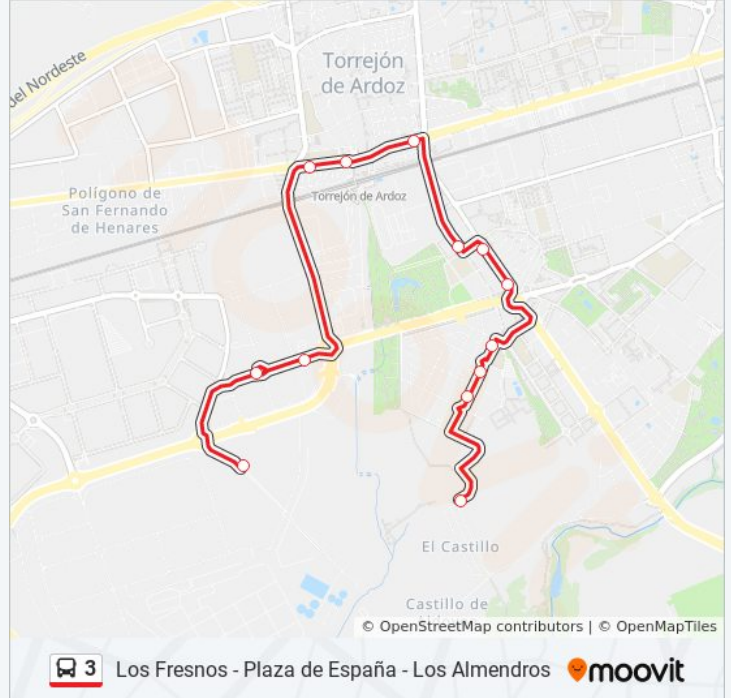 del Nordeste
Torrejón
de Ardoz
Polígono de
San Fernando
de Henares
Torrejón de Ardoz
El Castillo
Castillo de
© OpenStreetMap contributors | © OpenMapTiles
3 Los Fresnos - Plaza de España - Los Almendros moovit